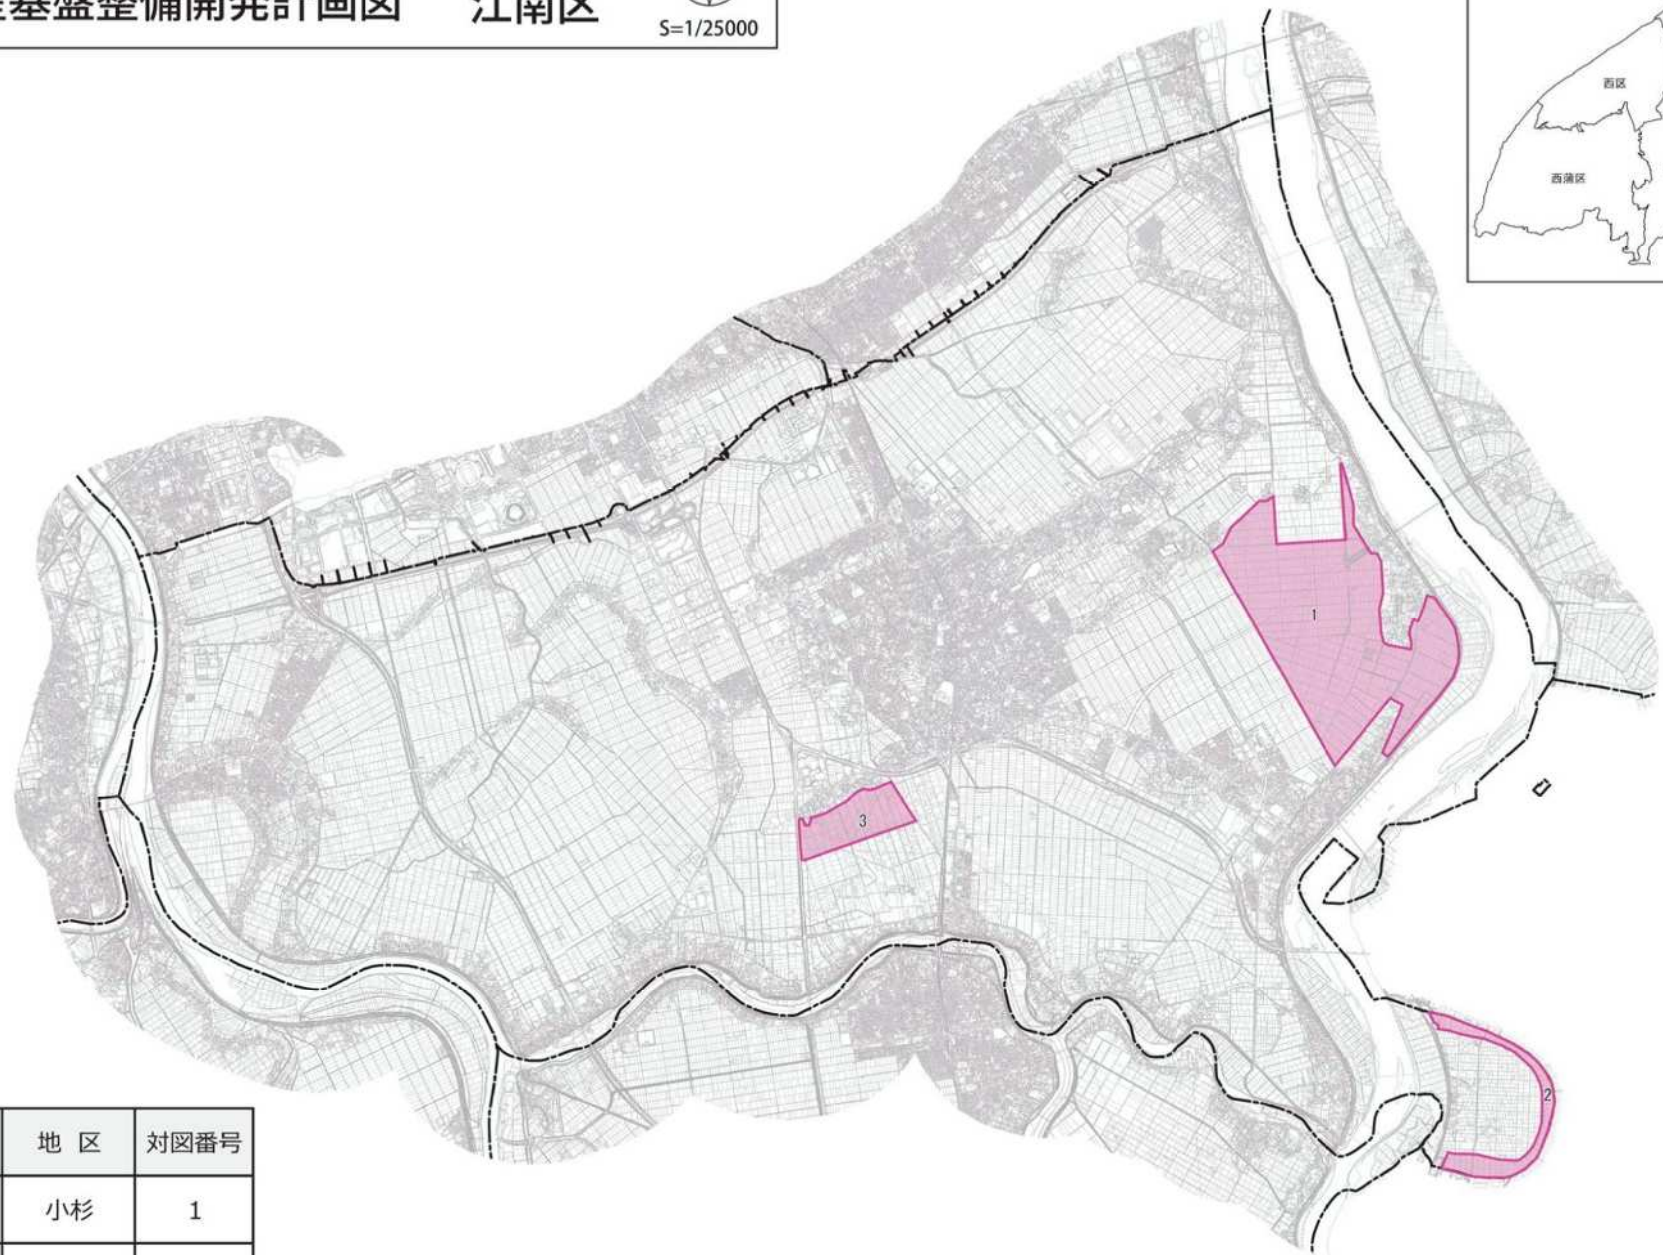 基盤整備開発計画図 江南区
S=1/25000
西区
西蒲区
1
3
2
地 区 対図番号
小杉 1